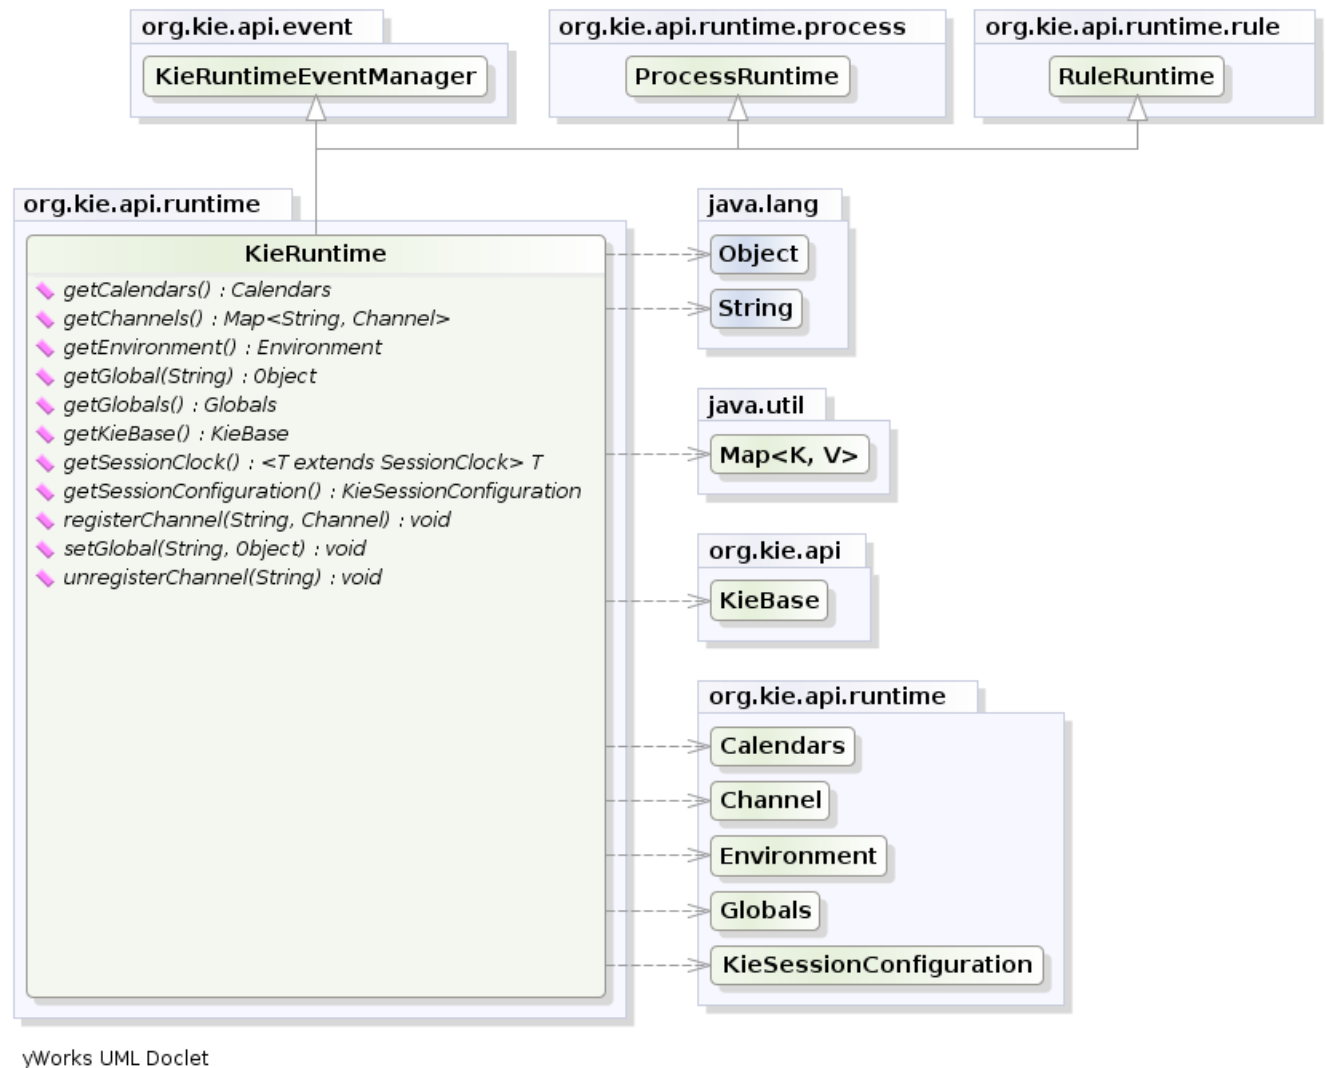 org.kie.api.event
KieRuntimeEventManager
org.kie.api.runtime.process
ProcessRuntime
org.kie.api.runtime.rule
RuleRuntime
org.kie.api.runtime
KieRuntime
getCalendars() : Calendars
getChannels() : Map<String, Channel>
getEnvironment() : Environment
getGlobal(String) : Object
getGlobals() : Globals
getKieBase() : KieBase
getSessionClock() : <T extends SessionClock> T
getSessionConfiguration() : KieSessionConfiguration
registerChannel(String, Channel) : void
setGlobal(String, Object) : void
unregisterChannel(String) : void
java.lang
Object
String
java.util
Map<K, V>
org.kie.api
KieBase
org.kie.api.runtime
Calendars
Channel
Environment
Globals
KieSessionConfiguration
yWorks UML Doclet